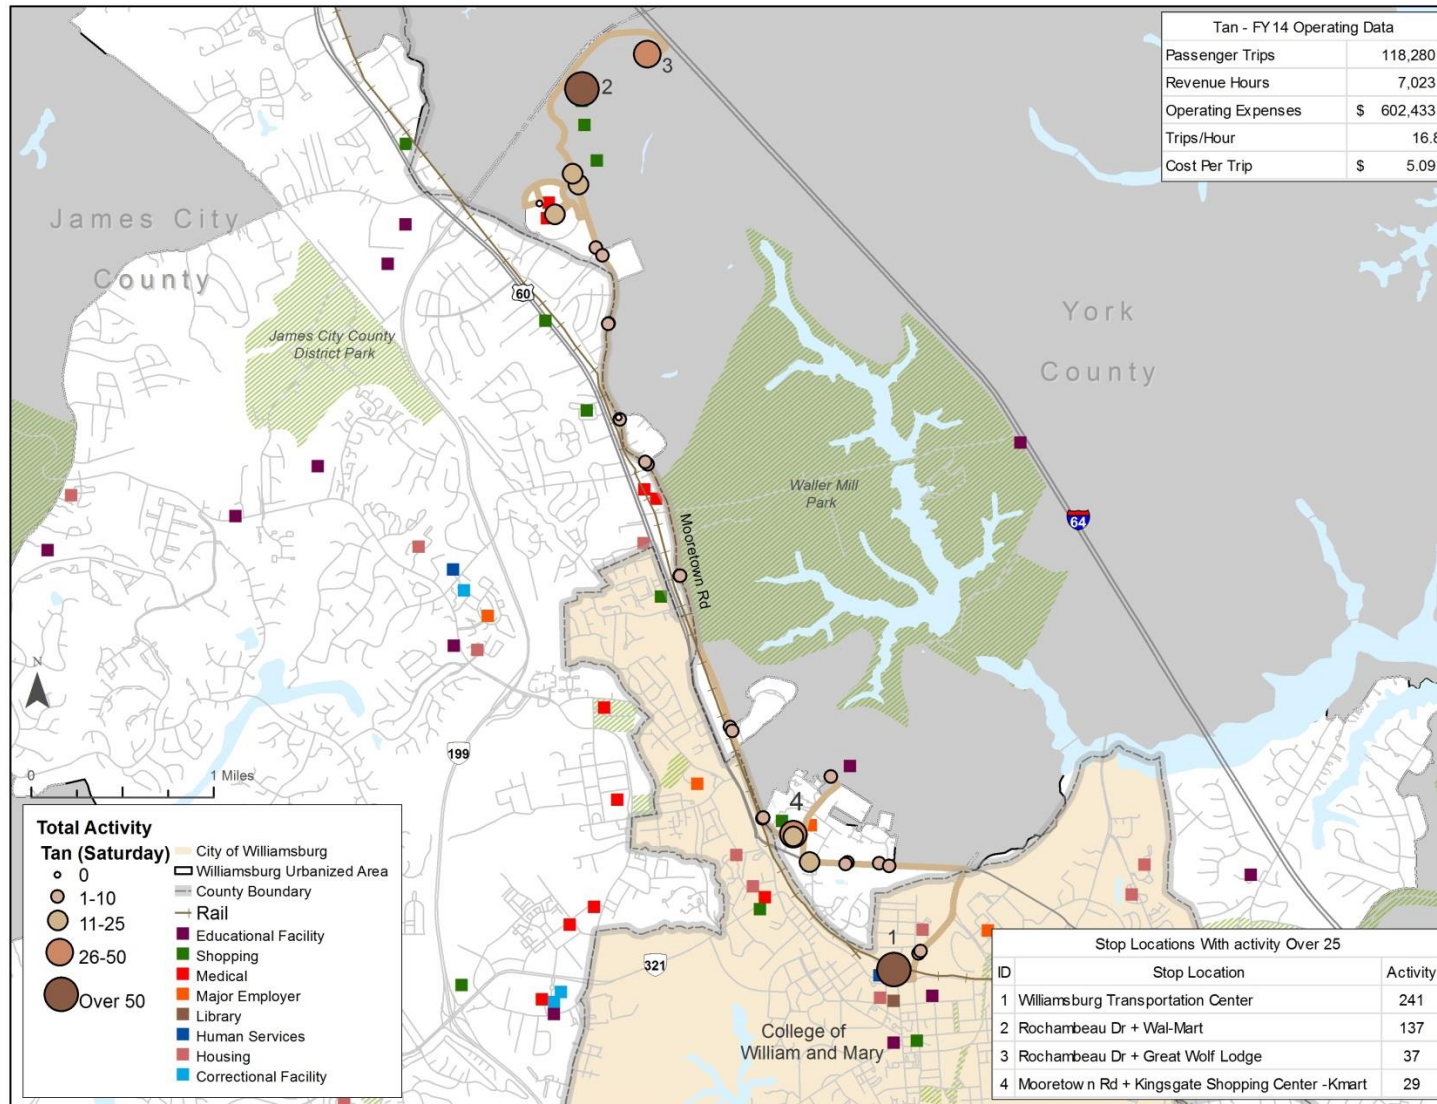 Tan - FY14 Operating Data
Passenger Trips 118,280
Revenue Hours 7,023
Operating Expenses $ 602,433
Trips/Hour 16.8
Cost Per Trip $ 5.09
3
2
James City
County
60
James City County
District Park
York
County
Waller Mill
Park
64
Mooretown Rd
N
199
0 1 Miles
4
1
321
College of
William and Mary
Total Activity
Tan (Saturday)
0
1-10
11-25
26-50
Over 50
City of Williamsburg
Williamsburg Urbanized Area
County Boundary
Rail
Educational Facility
Shopping
Medical
Major Employer
Library
Human Services
Housing
Correctional Facility
Stop Locations With activity Over 25
ID Stop Location Activity
1 Williamsburg Transportation Center 241
2 Rochambeau Dr + Wal-Mart 137
3 Rochambeau Dr + Great Wolf Lodge 37
4 Mooretown Rd + Kingsgate Shopping Center -Kmart 29